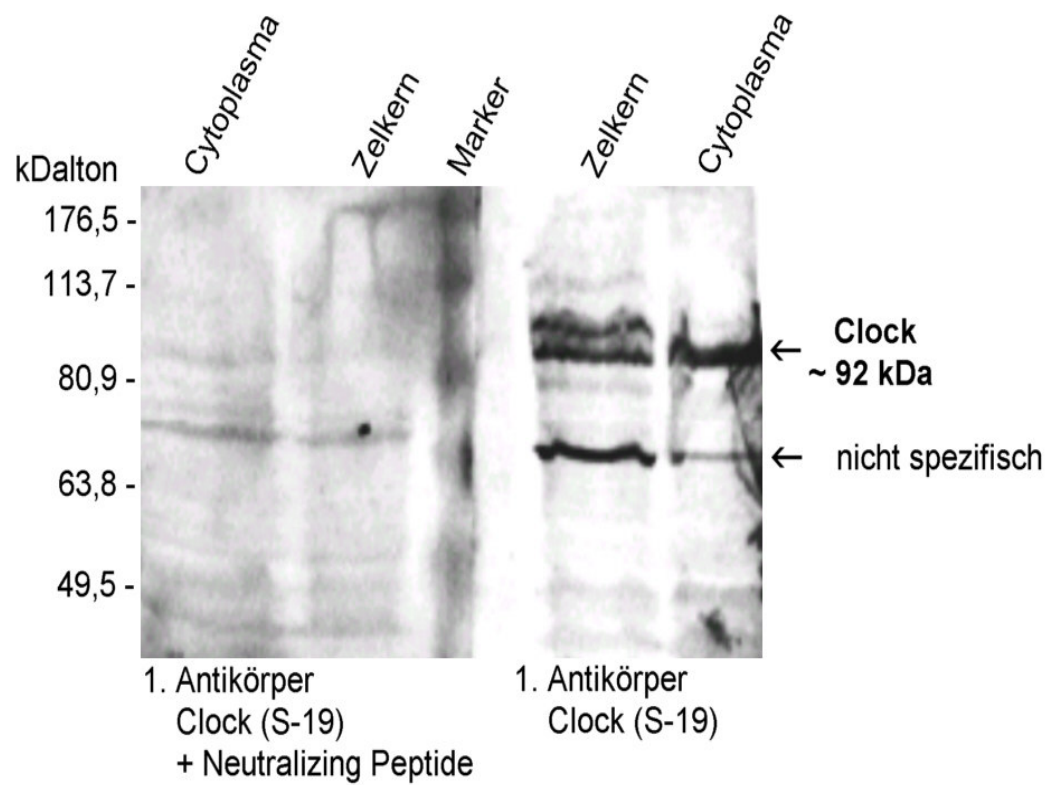 Cytoplasma
Zelkern
Marker
Zelkern
Cytoplasma
kDalton
176,5 -
113,7 -
80,9 -
63,8 -
49,5 -
← Clock
~ 92 kDa
← nicht spezifisch
1. Antikörper
Clock (S-19)
+ Neutralizing Peptide
1. Antikörper
Clock (S-19)